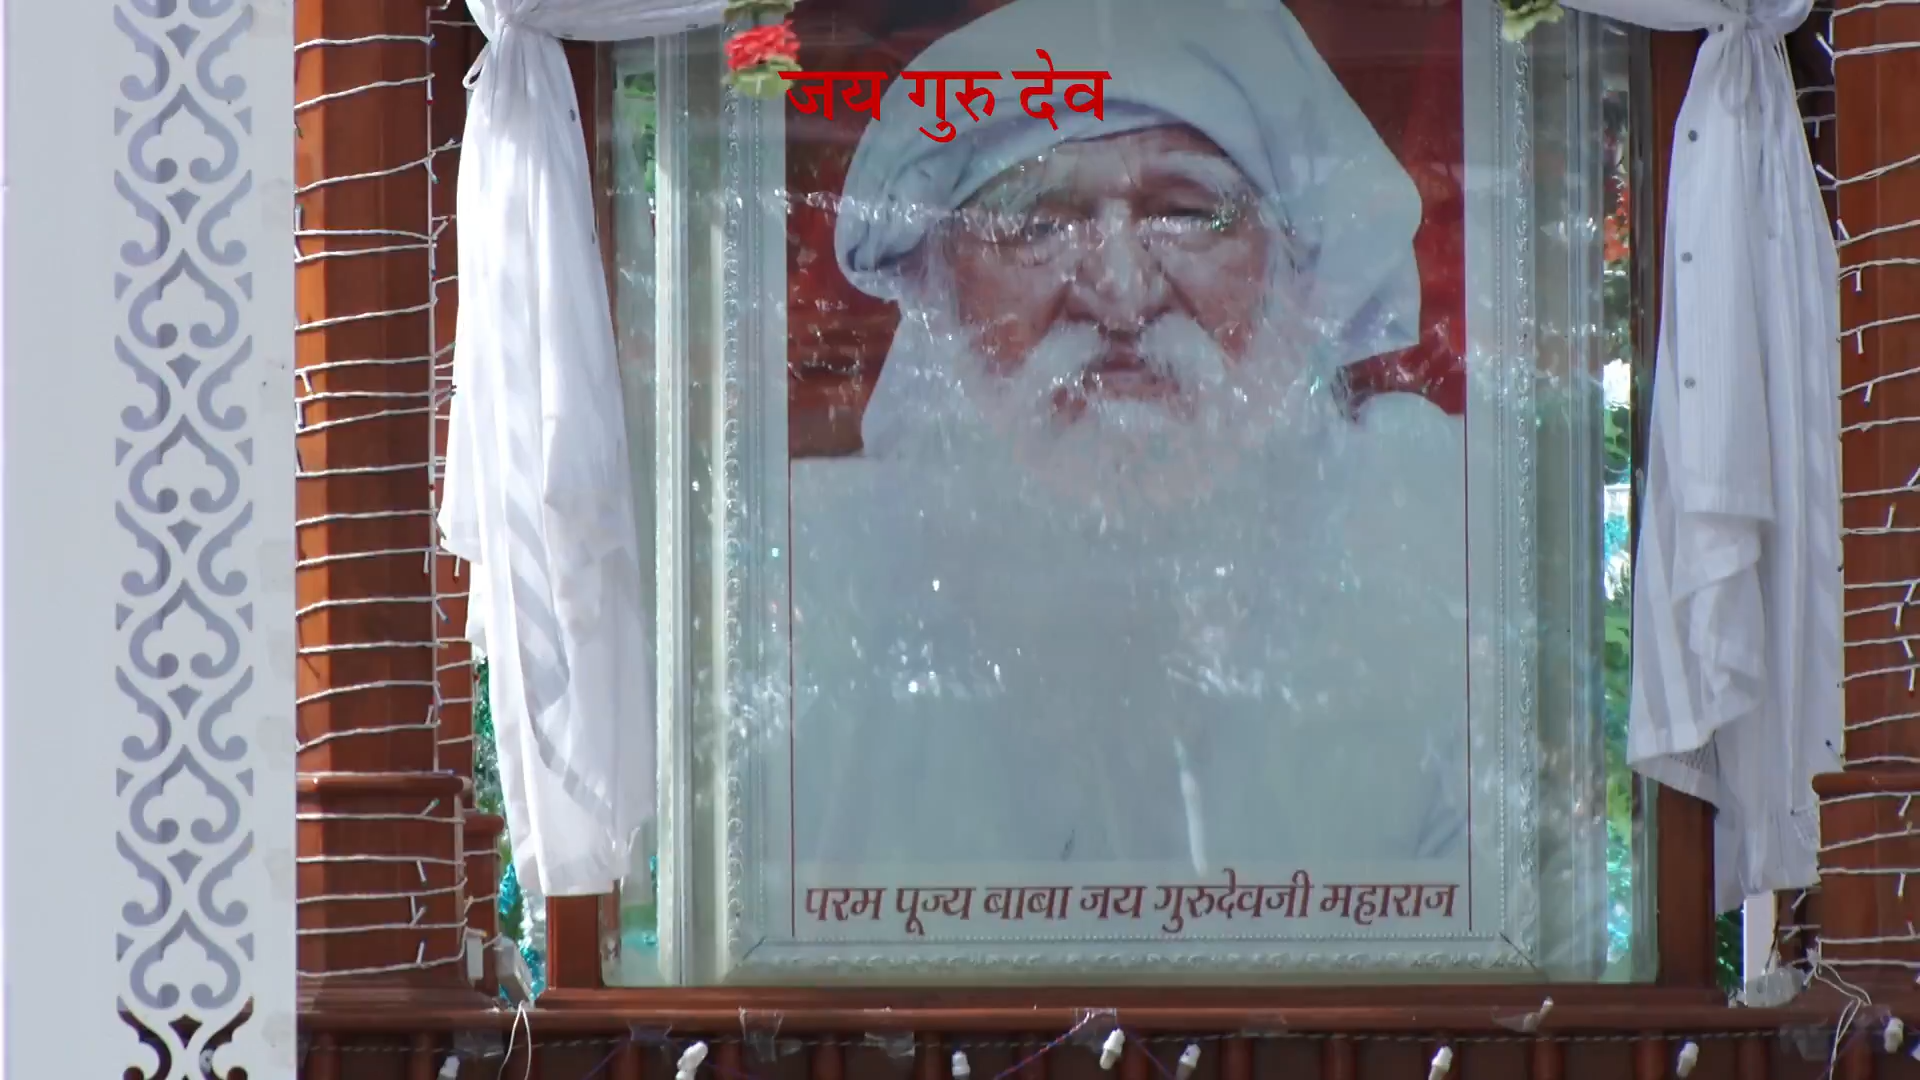 जय गुरु देव
परम पूज्य बाबा जय गुरुदेवजी महाराज